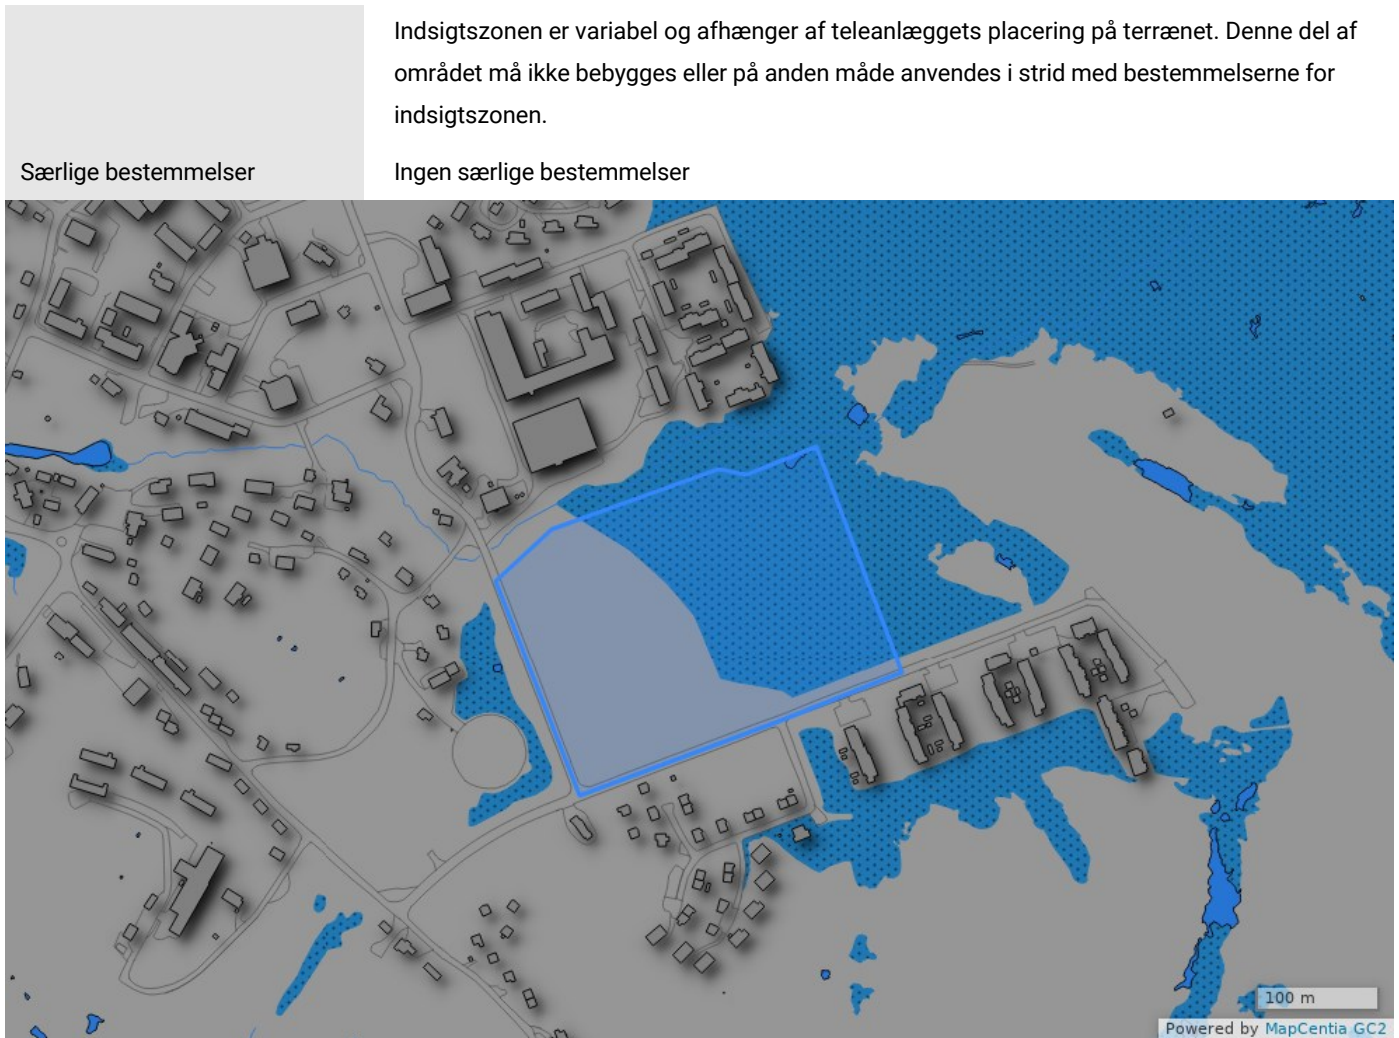 Indsigtszonen er variabel og afhænger af teleanlæggets placering på terrænet. Denne del af
området må ikke bebygges eller på anden måde anvendes i strid med bestemmelserne for
indsigtszonen.
Særlige bestemmelser
Ingen særlige bestemmelser
100 m
Powered by MapCentia GC2